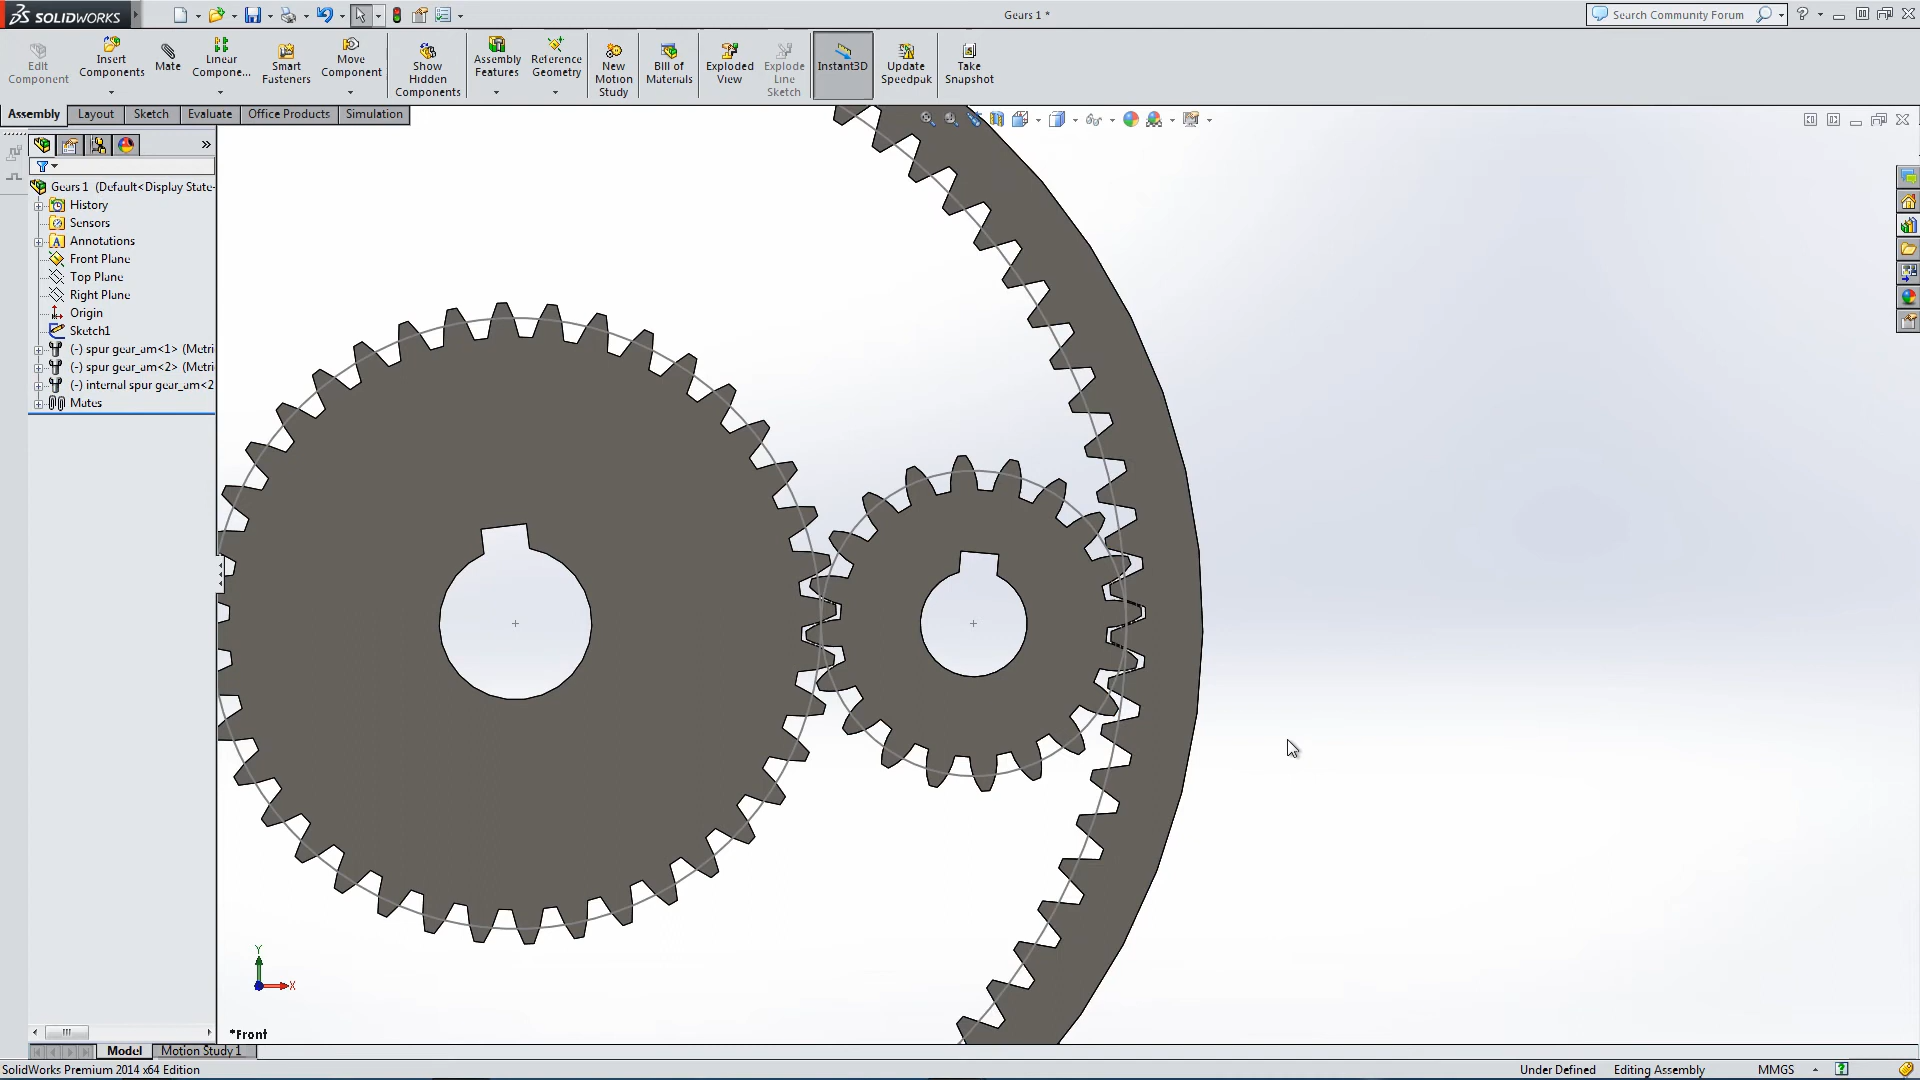 SOLIDWORKS
Gears 1 *
Search Community Forum
Edit Component
Insert Components
Mate
Linear Compone...
Smart Fasteners
Move Component
Show Hidden Components
Assembly Features
Reference Geometry
New Motion Study
Bill of Materials
Exploded View
Explode Line Sketch
Instant3D
Update Speedpak
Take Snapshot
Assembly Layout Sketch Evaluate Office Products Simulation
Gears 1 (Default<Display State-
History
Sensors
Annotations
Front Plane
Top Plane
Right Plane
Origin
Sketch1
(-) spur gear_am<1> (Metri
(-) spur gear_am<2> (Metri
(-) internal spur gear_am<2
Mates
Y
X
*Front
Model Motion Study 1
SolidWorks Premium 2014 x64 Edition
Under Defined Editing Assembly MMGS